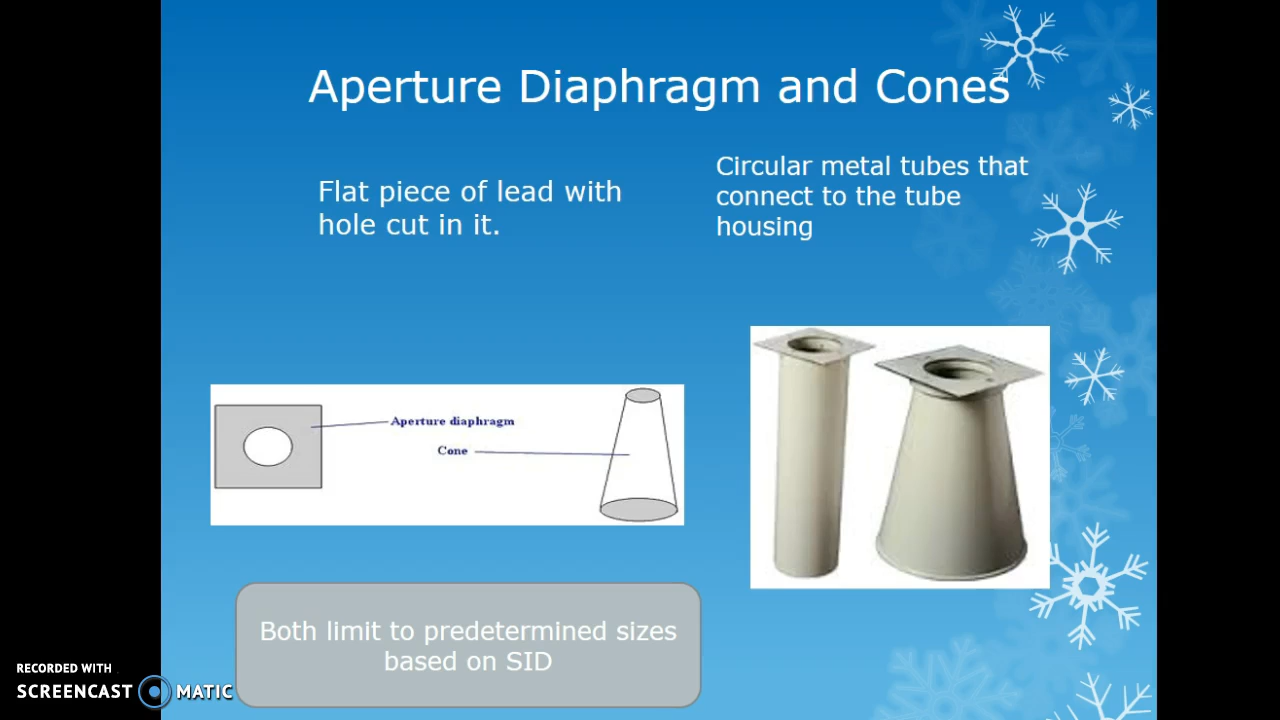 Aperture Diaphragm and Cones
Flat piece of lead with
hole cut in it.
Circular metal tubes that
connect to the tube
housing
Aperture diaphragm
Cone
Both limit to predetermined sizes
based on SID
RECORDED WITH
SCREENCAST MATIC